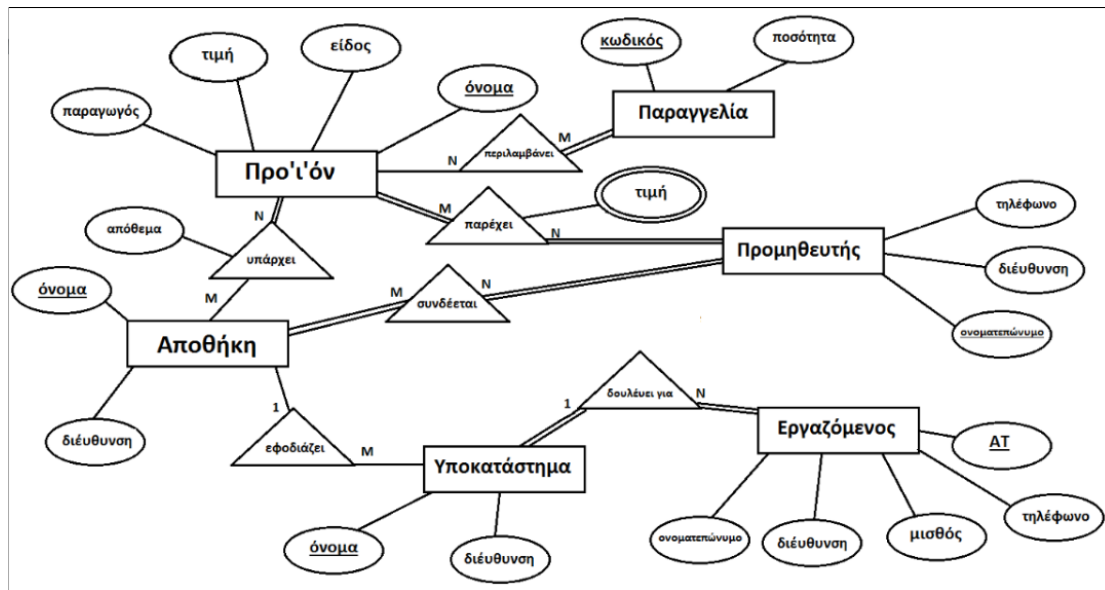 τιμή
είδος
κωδικός
ποσότητα
παραγωγός
όνομα
Παραγγελία
Προ'ι'όν
Μ
περιλαμβάνει
Ν
τιμή
Μ
παρέχει
τηλέφωνο
Ν
απόθεμα
Ν
υπάρχει
Προμηθευτής
διέυθυνση
όνομα
Μ
Μ
συνδέεται
Ν
ονοματεπώνυμο
Αποθήκη
δουλέυει για
1
Ν
1
διέυθυνση
εφοδιάζει
Μ
Υποκατάστημα
Εργαζόμενος
ΑΤ
όνομα
διέυθυνση
ονοματεπώνυμο
διέυθυνση
μισθός
τηλέφωνο